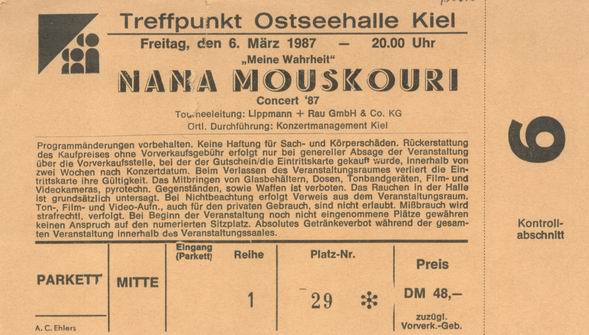 Treffpunkt Ostseehalle Kiel
Freitag, den 6. März 1987 — 20.00 Uhr
„Meine Wahrheit"
NANA MOUSKOURI
Concert '87
Tourneeleitung: Lippmann + Rau GmbH & Co. KG
Örtl. Durchführung: Konzertmanagement Kiel
Programmänderungen vorbehalten. Keine Haftung für Sach- und Körperschäden. Rückerstattung
des Kaufpreises ohne Vorverkaufsgebühr erfolgt nur bei genereller Absage der Veranstaltung
über die Vorverkaufsstelle, bei der der Gutschein/die Eintrittskarte gekauft wurde, innerhalb von
zwei Wochen nach Konzertdatum. Beim Verlassen des Veranstaltungsraumes verliert die Ein-
trittskarte ihre Gültigkeit. Das Mitbringen von Glasbehältern, Dosen, Tonbandgeräten, Film- und
Videokameras, pyrotechn. Gegenständen, sowie Waffen ist verboten. Das Rauchen in der Halle
ist grundsätzlich untersagt. Bei Nichtbeachtung erfolgt Verweis aus dem Veranstaltungsraum.
Ton-, Film- und Video-Aufn., auch für den privaten Gebrauch, sind nicht erlaubt. Mißbrauch wird
strafrechtl. verfolgt. Bei Beginn der Veranstaltung noch nicht eingenommene Plätze gewähren
keinen Anspruch auf den numerierten Sitzplatz. Absolutes Getränkeverbot während der gesam-
ten Veranstaltung innerhalb des Veranstaltungssaales.
PARKETT
MITTE
Eingang
(Parkett)
Reihe
1
Platz-Nr.
29 *
Preis
DM 48,—
zuzügl.
Vorverk.-Geb.
A. C. Ehlers
6
Kontroll-
abschnitt